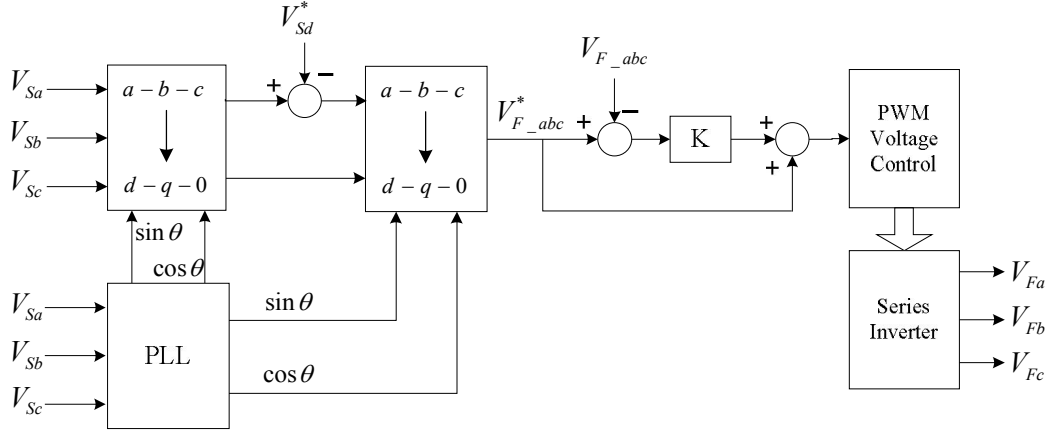 V*Sd
VF_abc
VSa
VSb
VSc
a − b − c
d − q − 0
+
−
a − b − c
d − q − 0
V*F_abc
+
−
K
+
+
PWM
Voltage
Control
sin θ
cos θ
VSa
VSb
VSc
PLL
sin θ
cos θ
Series
Inverter
VFa
VFb
VFc